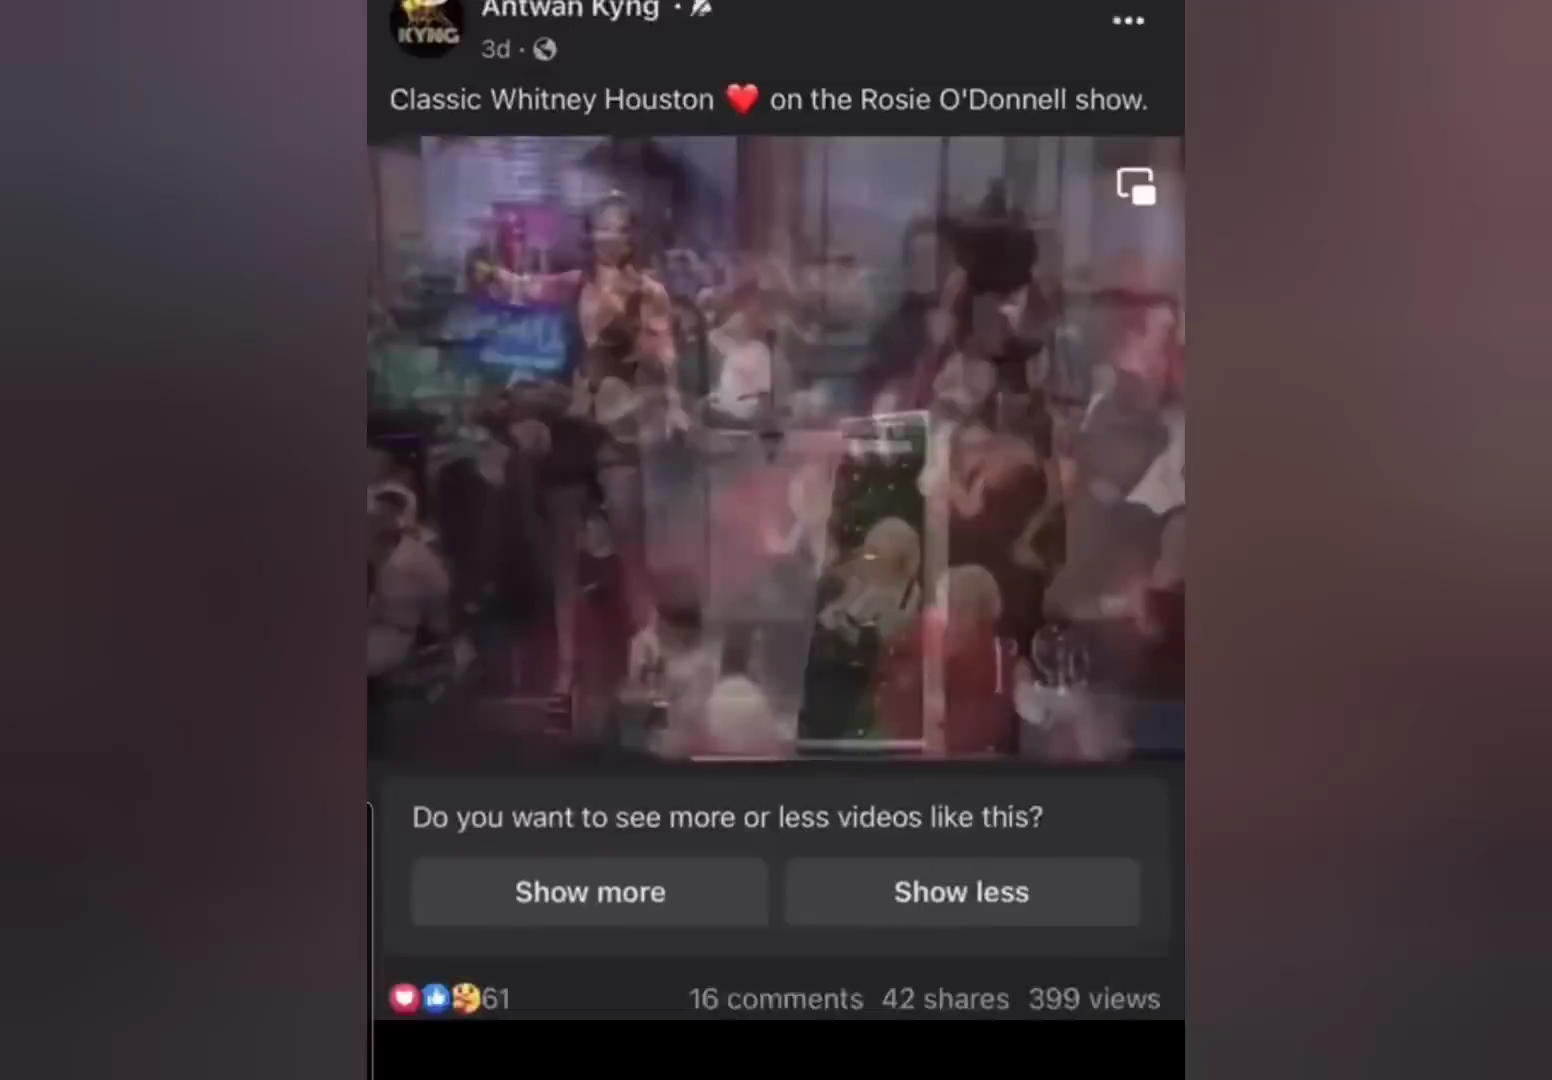 Antwan Kyng ·
KYNG
3d ·
Classic Whitney Houston ❤️ on the Rosie O'Donnell show.
Do you want to see more or less videos like this?
Show more
Show less
61
16 comments 42 shares 399 views